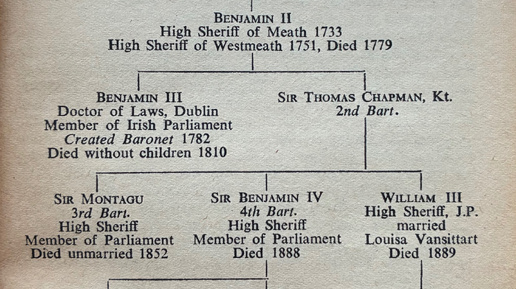 BENJAMIN II
High Sheriff of Meath 1733
High Sheriff of Westmeath 1751, Died 1779
BENJAMIN III
Doctor of Laws, Dublin
Member of Irish Parliament
Created Baronet 1782
Died without children 1810
SIR THOMAS CHAPMAN, Kt.
2nd Bart.
SIR MONTAGU
3rd Bart.
High Sheriff
Member of Parliament
Died unmarried 1852
SIR BENJAMIN IV
4th Bart.
High Sheriff
Member of Parliament
Died 1888
WILLIAM III
High Sheriff, J.P.
married
Louisa Vansittart
Died 1889